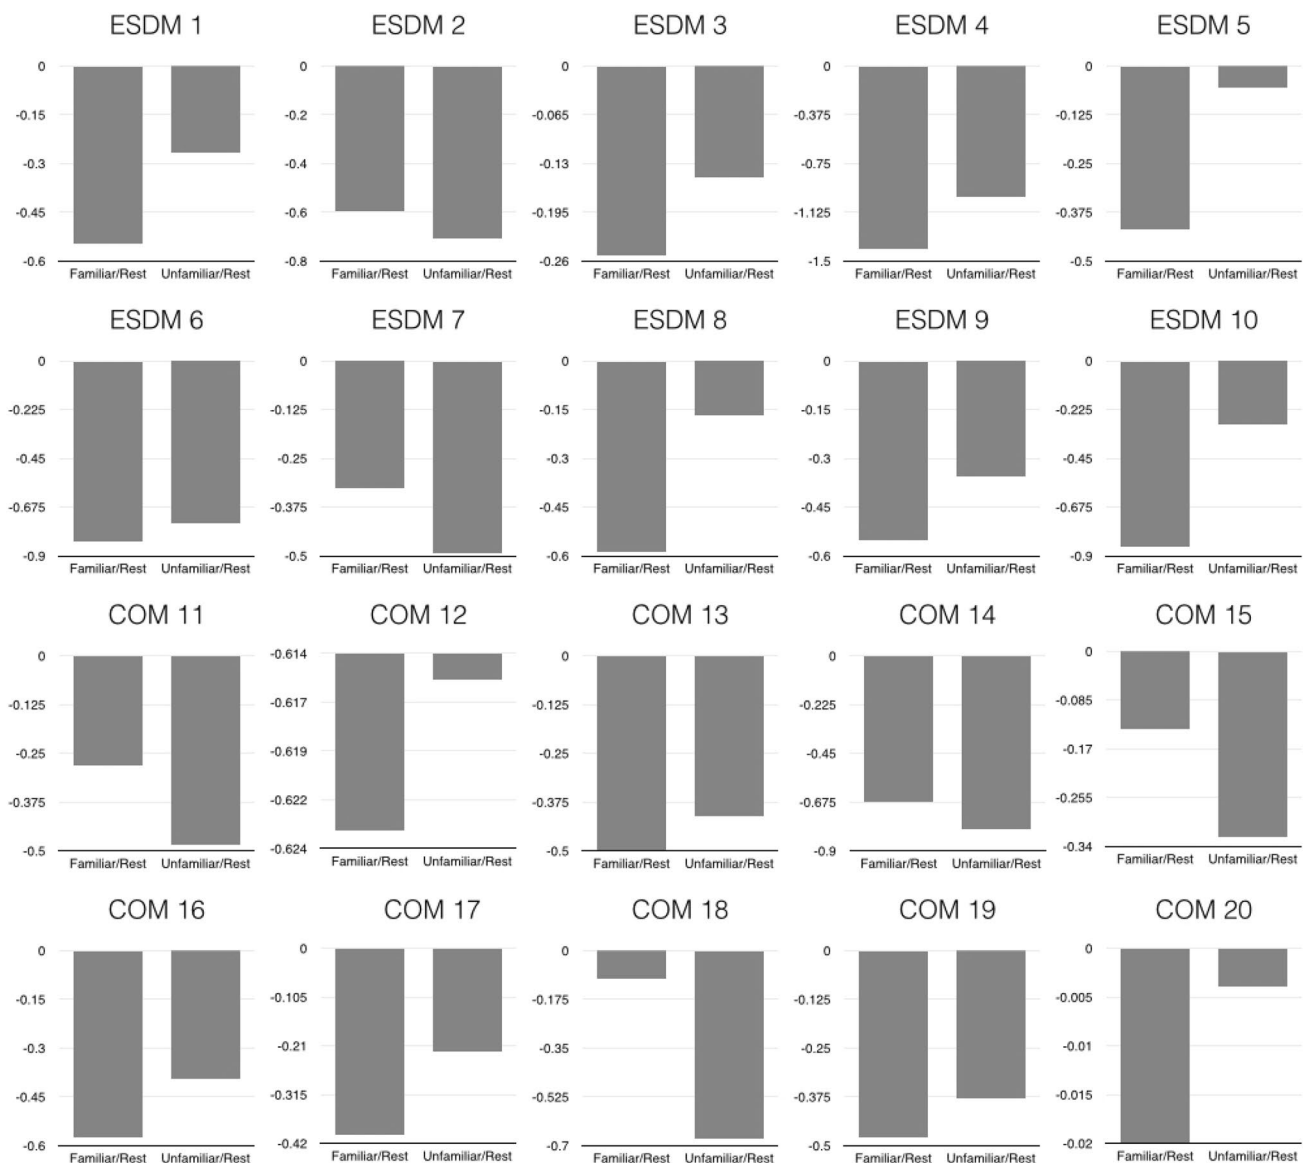 ESDM 1
0
-0.15
-0.3
-0.45
-0.6
Familiar/Rest Unfamiliar/Rest
ESDM 2
0
-0.2
-0.4
-0.6
-0.8
Familiar/Rest Unfamiliar/Rest
ESDM 3
0
-0.065
-0.13
-0.195
-0.26
Familiar/Rest Unfamiliar/Rest
ESDM 4
0
-0.375
-0.75
-1.125
-1.5
Familiar/Rest Unfamiliar/Rest
ESDM 5
0
-0.125
-0.25
-0.375
-0.5
Familiar/Rest Unfamiliar/Rest
ESDM 6
0
-0.225
-0.45
-0.675
-0.9
Familiar/Rest Unfamiliar/Rest
ESDM 7
0
-0.125
-0.25
-0.375
-0.5
Familiar/Rest Unfamiliar/Rest
ESDM 8
0
-0.15
-0.3
-0.45
-0.6
Familiar/Rest Unfamiliar/Rest
ESDM 9
0
-0.15
-0.3
-0.45
-0.6
Familiar/Rest Unfamiliar/Rest
ESDM 10
0
-0.225
-0.45
-0.675
-0.9
Familiar/Rest Unfamiliar/Rest
COM 11
0
-0.125
-0.25
-0.375
-0.5
Familiar/Rest Unfamiliar/Rest
COM 12
-0.614
-0.617
-0.619
-0.622
-0.624
Familiar/Rest Unfamiliar/Rest
COM 13
0
-0.125
-0.25
-0.375
-0.5
Familiar/Rest Unfamiliar/Rest
COM 14
0
-0.225
-0.45
-0.675
-0.9
Familiar/Rest Unfamiliar/Rest
COM 15
0
-0.085
-0.17
-0.255
-0.34
Familiar/Rest Unfamiliar/Rest
COM 16
0
-0.15
-0.3
-0.45
-0.6
Familiar/Rest Unfamiliar/Rest
COM 17
0
-0.105
-0.21
-0.315
-0.42
Familiar/Rest Unfamiliar/Rest
COM 18
0
-0.175
-0.35
-0.525
-0.7
Familiar/Rest Unfamiliar/Rest
COM 19
0
-0.125
-0.25
-0.375
-0.5
Familiar/Rest Unfamiliar/Rest
COM 20
0
-0.005
-0.01
-0.015
-0.02
Familiar/Rest Unfamiliar/Rest